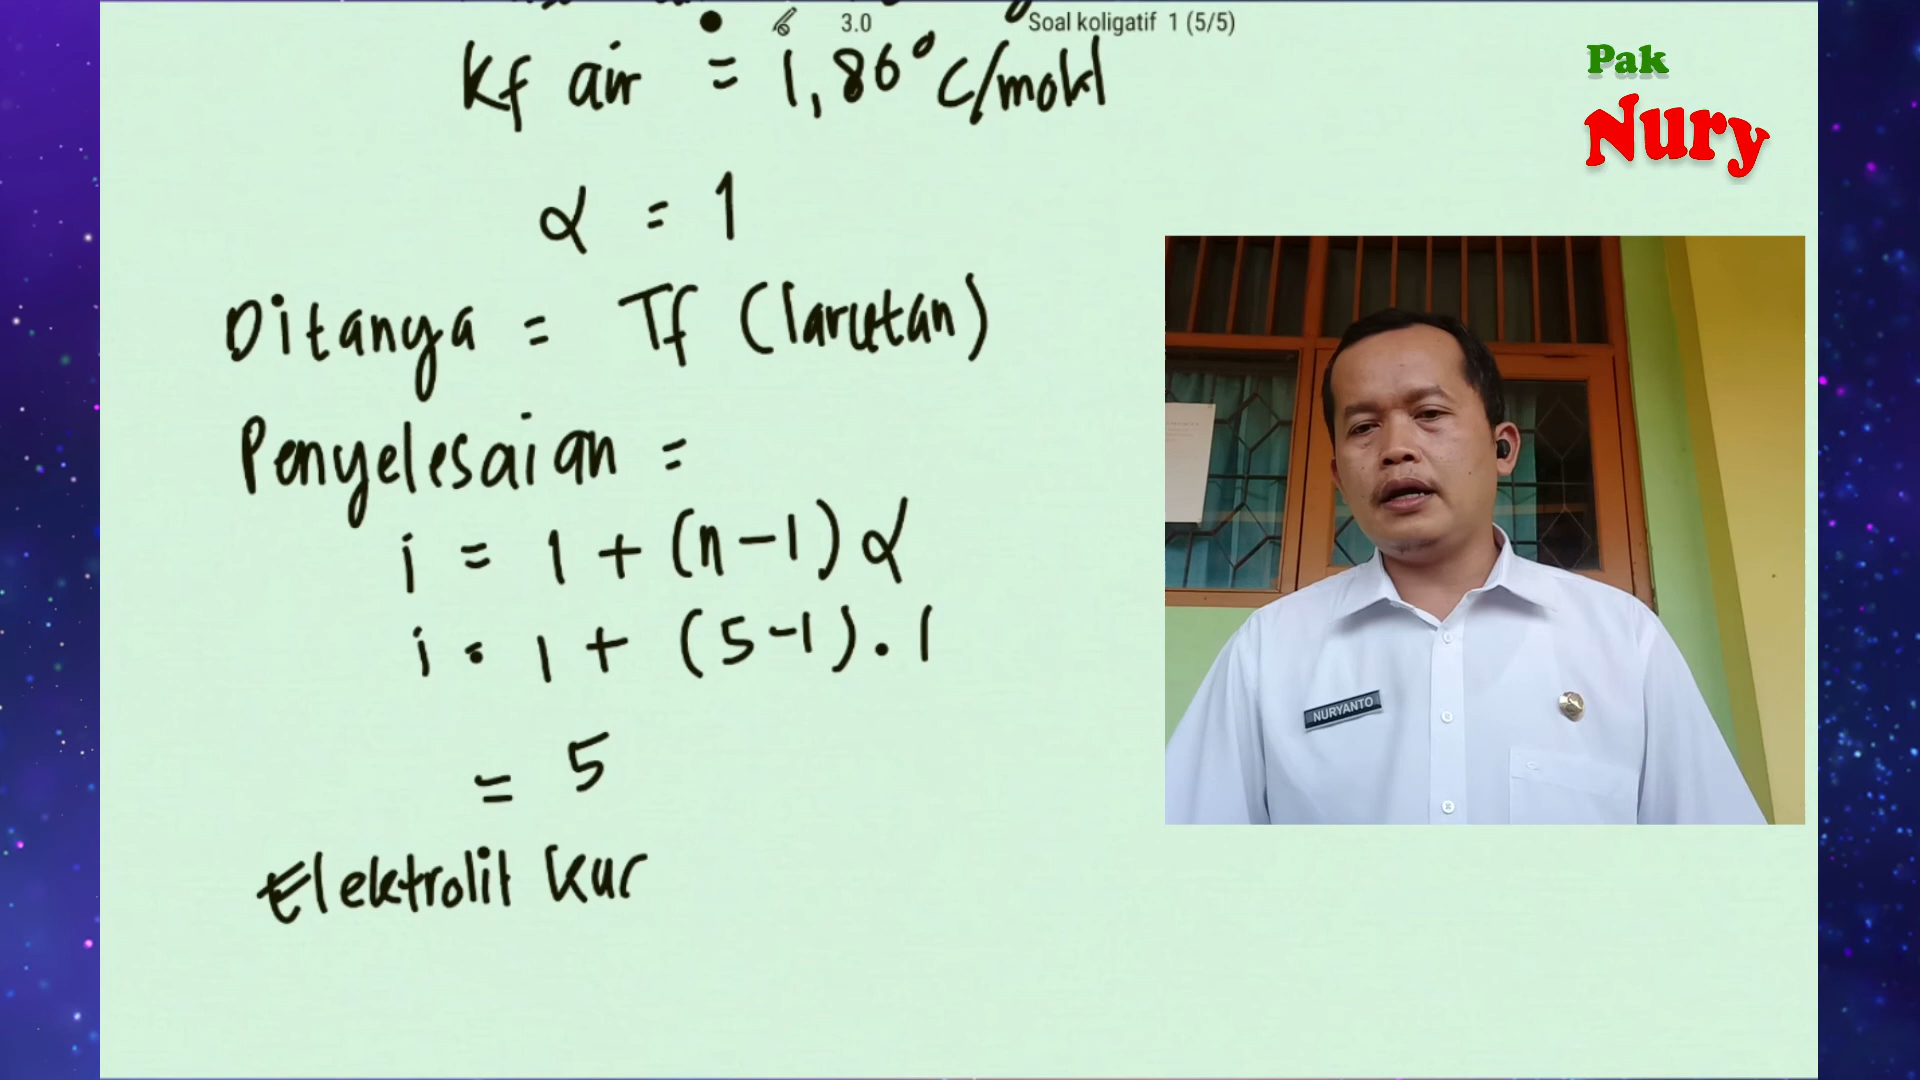 3.0
Soal koligatif 1 (5/5)
Kf air = 1,86°C/molal
α = 1
Ditanya = Tf (larutan)
Penyelesaian =
i = 1 + (n-1) α
i = 1 + (5-1) . 1
= 5
Elektrolit Kur
Pak
Nury
NURYANTO